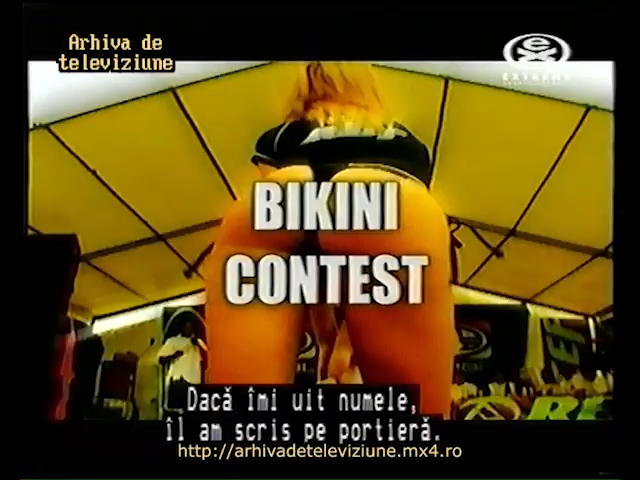 Arhiva de
televiziune
EX
EXTREME
BIKINI
CONTEST
Dacă îmi uit numele,
îl am scris pe portieră.
http://arhivadeteleviziune.mx4.ro